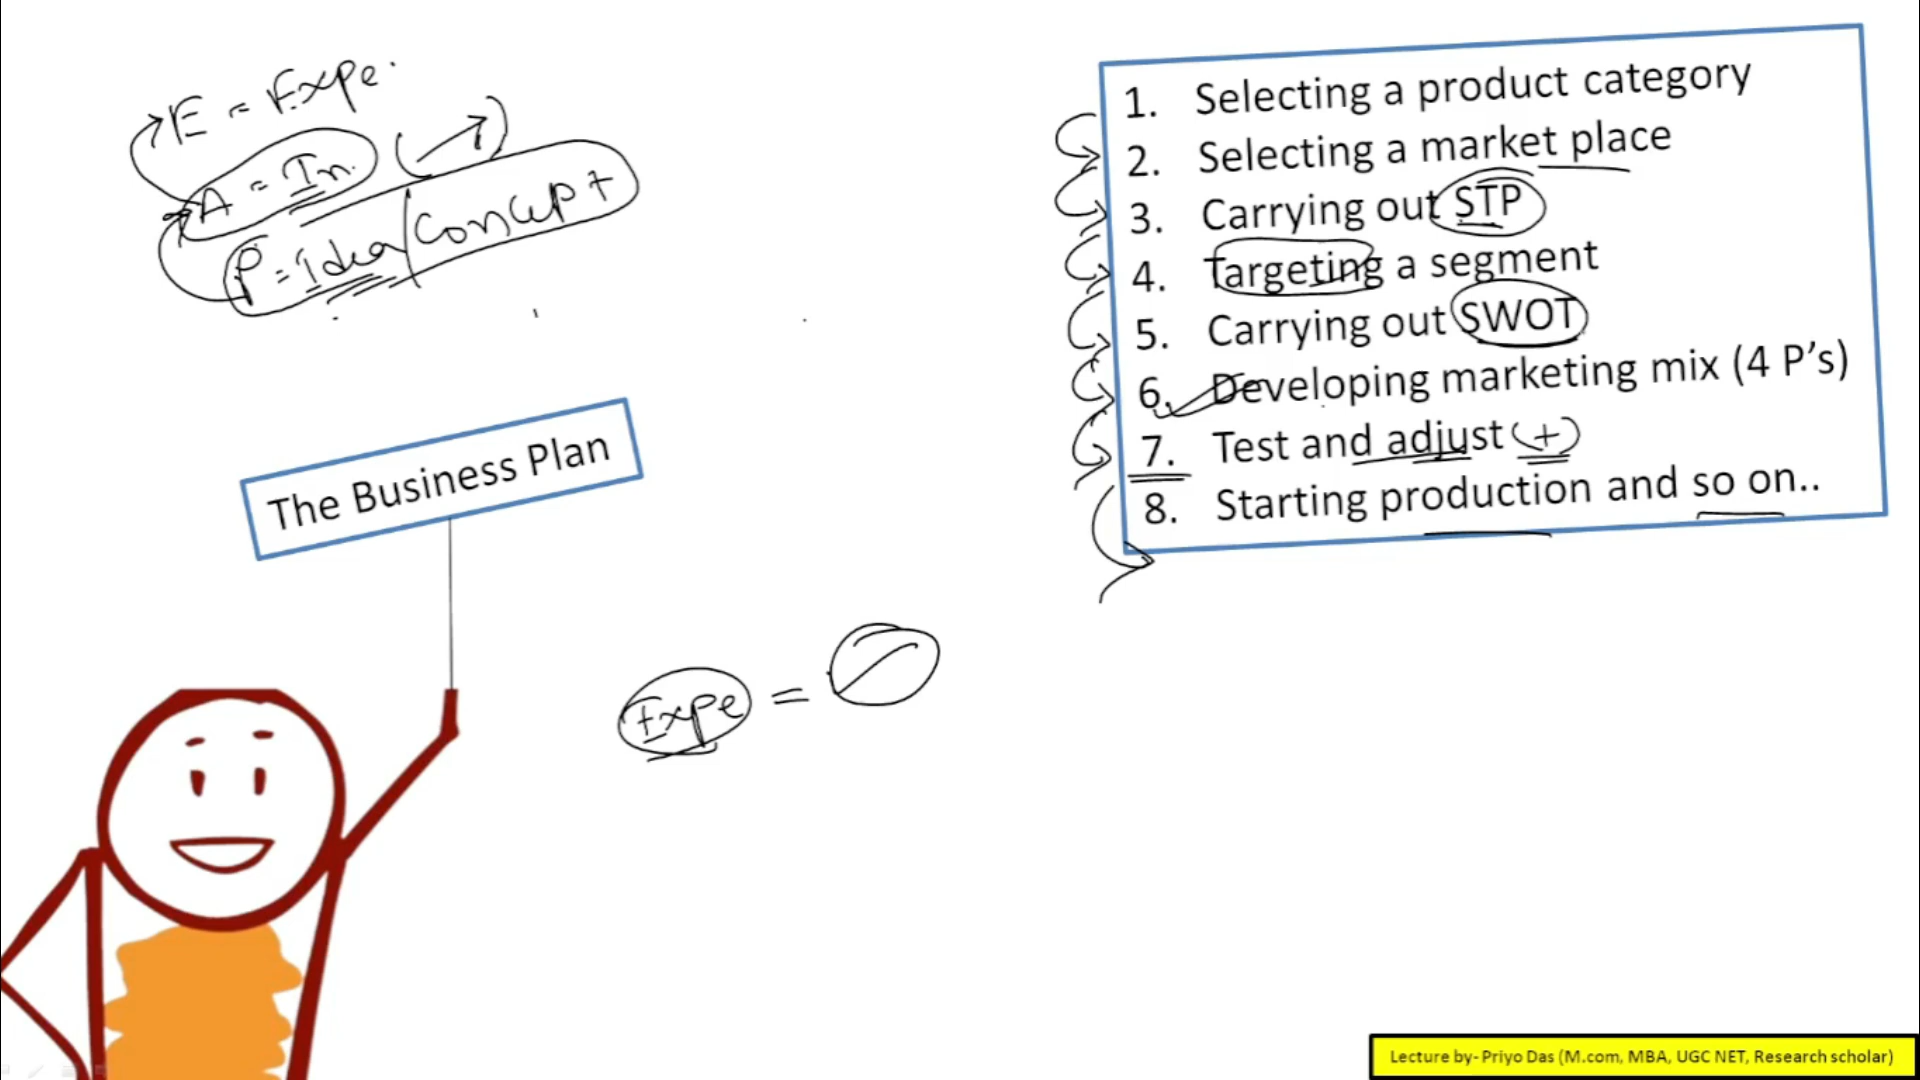 E = Expe.
A = In.
P = Idea/Concept
1. Selecting a product category
2. Selecting a market place
3. Carrying out STP
4. Targeting a segment
5. Carrying out SWOT
6. Developing marketing mix (4 P's)
7. Test and adjust (+)
8. Starting production and so on..
The Business Plan
Expe =
Lecture by- Priyo Das (M.com, MBA, UGC NET, Research scholar)